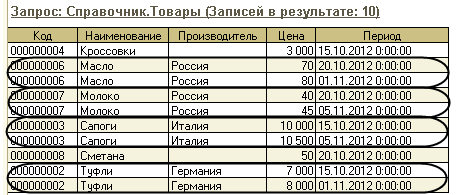 Запрос: Справочник.Товары (Записей в результате: 10)
Код Наименование Производитель Цена Период
000000004 Кроссовки 3 000 15.10.2012 0:00:00
000000006 Масло Россия 70 20.10.2012 0:00:00
000000006 Масло Россия 80 01.11.2012 0:00:00
000000007 Молоко Россия 40 20.10.2012 0:00:00
000000007 Молоко Россия 45 05.11.2012 0:00:00
000000003 Сапоги Италия 10 000 15.10.2012 0:00:00
000000003 Сапоги Италия 10 500 05.11.2012 0:00:00
000000008 Сметана 50 20.10.2012 0:00:00
000000002 Туфли Германия 7 000 15.10.2012 0:00:00
000000002 Туфли Германия 8 000 01.11.2012 0:00:00